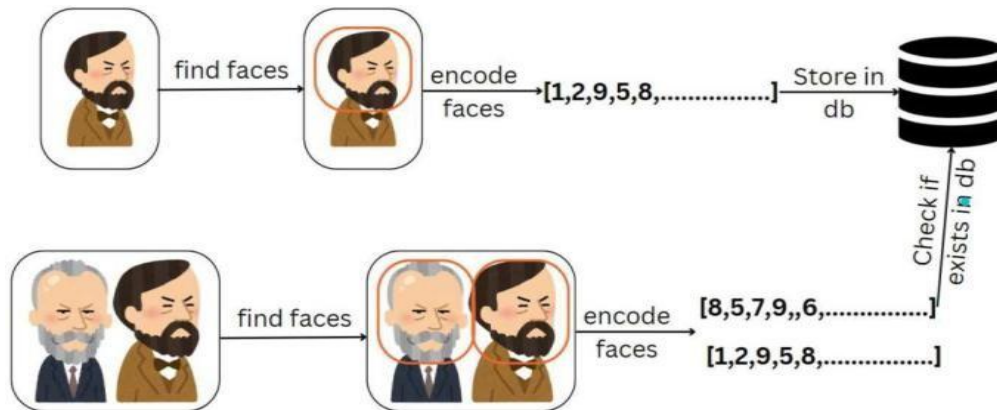 find faces
encode
faces
[1,2,9,5,8,.................]
Store in
db
Check if
exists in db
find faces
encode
faces
[8,5,7,9,,6,.................]
[1,2,9,5,8,.................]